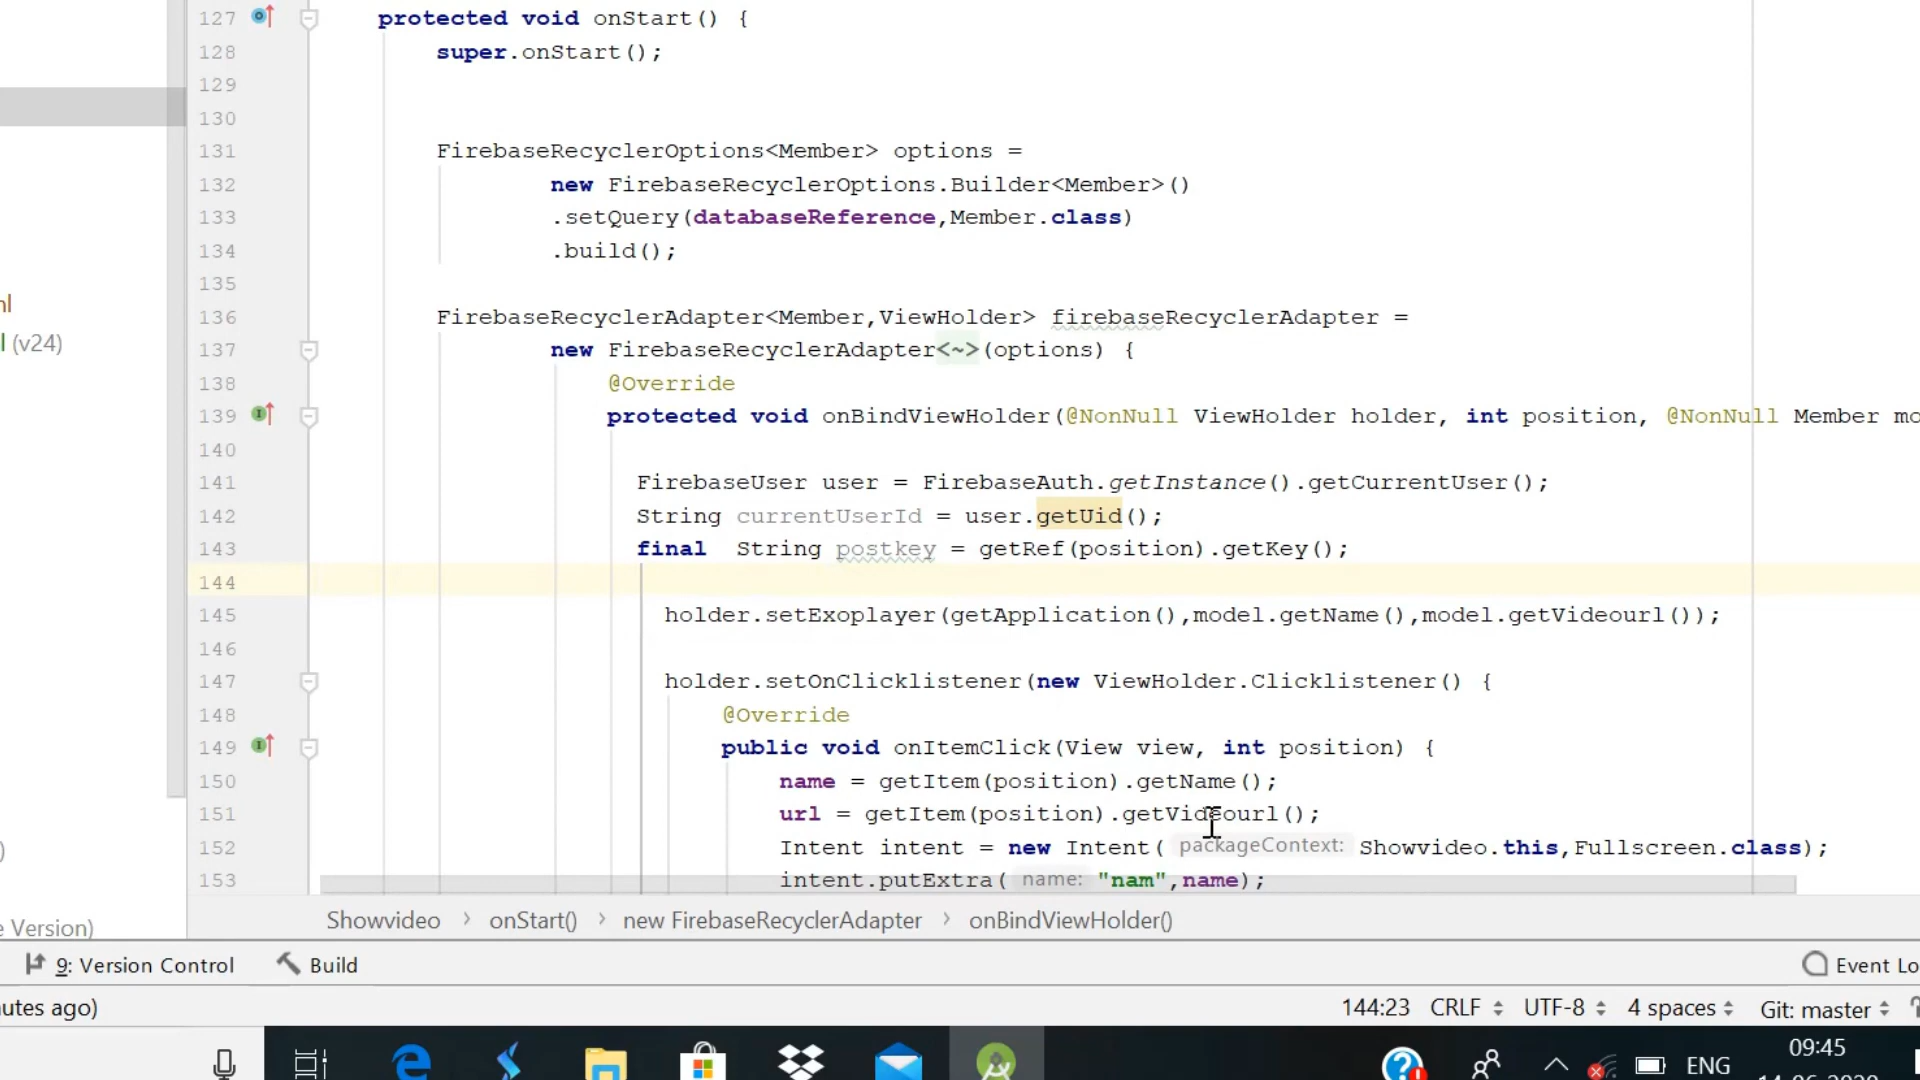 127 protected void onStart() {
128 super.onStart();
129
130
131 FirebaseRecyclerOptions<Member> options =
132 new FirebaseRecyclerOptions.Builder<Member>()
133 .setQuery(databaseReference,Member.class)
134 .build();
135
136 FirebaseRecyclerAdapter<Member,ViewHolder> firebaseRecyclerAdapter =
137 new FirebaseRecyclerAdapter<~>(options) {
138 @Override
139 protected void onBindViewHolder(@NonNull ViewHolder holder, int position, @NonNull Member mo
140
141 FirebaseUser user = FirebaseAuth.getInstance().getCurrentUser();
142 String currentUserId = user.getUid();
143 final String postkey = getRef(position).getKey();
144
145 holder.setExoplayer(getApplication(),model.getName(),model.getVideourl());
146
147 holder.setOnClicklistener(new ViewHolder.Clicklistener() {
148 @Override
149 public void onItemClick(View view, int position) {
150 name = getItem(position).getName();
151 url = getItem(position).getVideourl();
152 Intent intent = new Intent( packageContext: Showvideo.this,Fullscreen.class);
153 intent.putExtra( name: "nam",name);
nl
l (v24)
)
e Version)
Showvideo > onStart() > new FirebaseRecyclerAdapter > onBindViewHolder()
9: Version Control Build Event Lo
utes ago) 144:23 CRLF UTF-8 4 spaces Git: master
ENG 09:45